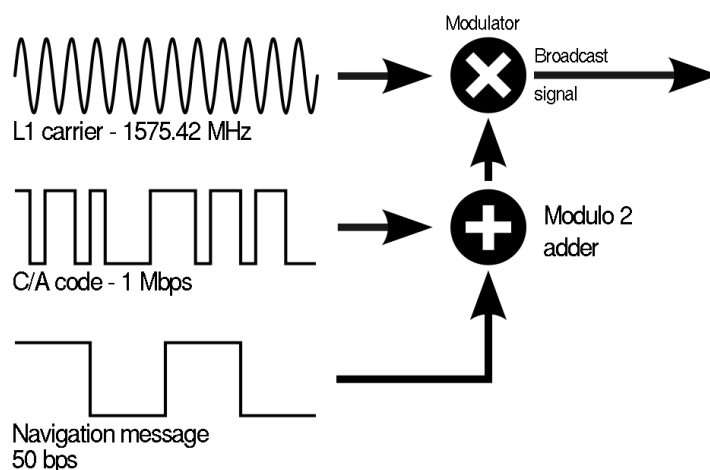 Modulator
Broadcast
signal
L1 carrier - 1575.42 MHz
Modulo 2
adder
C/A code - 1 Mbps
Navigation message
50 bps